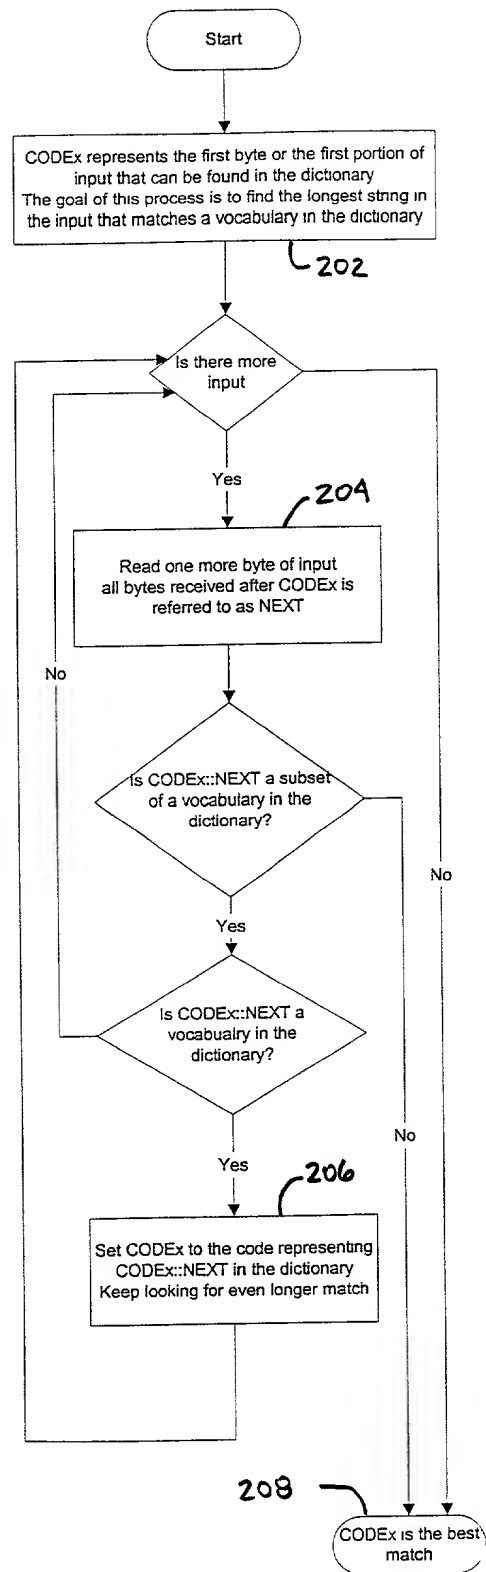 Start
CODEx represents the first byte or the first portion of
input that can be found in the dictionary
The goal of this process is to find the longest string in
the input that matches a vocabulary in the dictionary
202
Is there more
input
Yes
204
Read one more byte of input
all bytes received after CODEx is
referred to as NEXT
No
Is CODEx::NEXT a subset
of a vocabulary in the
dictionary?
No
Yes
Is CODEx::NEXT a
vocabualry in the
dictionary?
No
Yes
206
Set CODEx to the code representing
CODEx::NEXT in the dictionary
Keep looking for even longer match
208
CODEx is the best
match